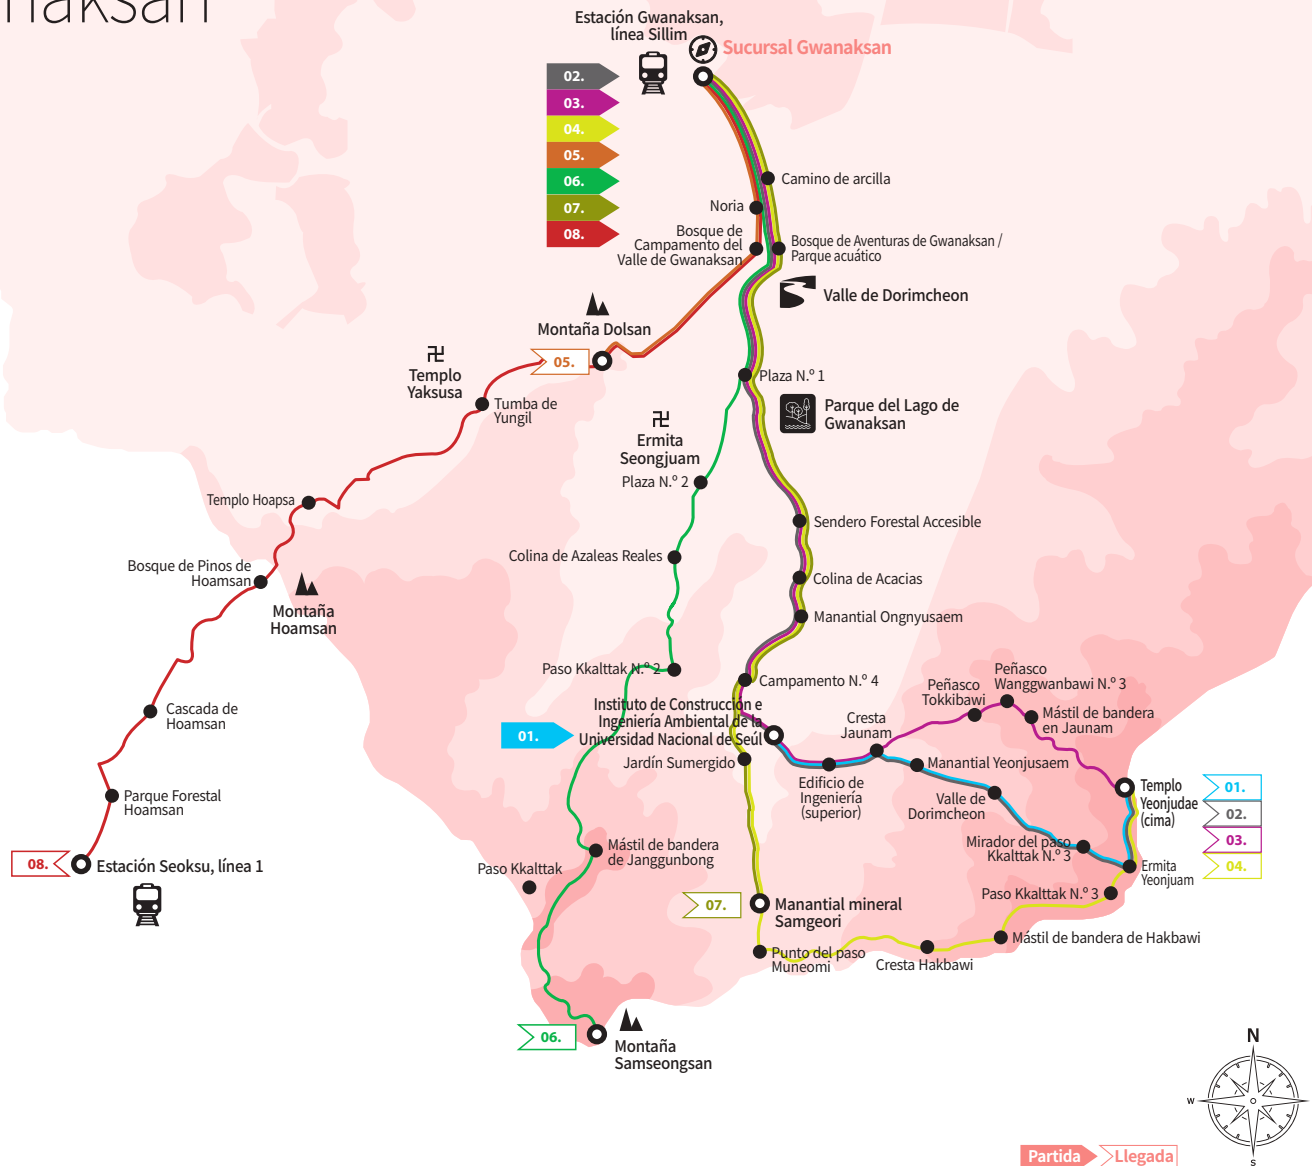 naksan
Estación Gwanaksan,
línea Sillim
Sucursal Gwanaksan
02.
03.
04.
05.
06.
07.
08.
Camino de arcilla
Noria
Bosque de
Campamento del
Valle de Gwanaksan
Bosque de Aventuras de Gwanaksan /
Parque acuático
Valle de Dorimcheon
Montaña Dolsan
05.
Templo
Yaksusa
Tumba de
Yungil
Plaza N.º 1
Parque del Lago de
Gwanaksan
Ermita
Seongjuam
Plaza N.º 2
Templo Hoapsa
Sendero Forestal Accesible
Colina de Azaleas Reales
Bosque de Pinos de
Hoamsan
Colina de Acacias
Montaña
Hoamsan
Manantial Ongnyusaem
Paso Kkalttak N.º 2
Campamento N.º 4
Peñasco
Wanggwanbawi N.º 3
Peñasco
Tokkibawi
Cascada de
Hoamsan
Instituto de Construcción e
Ingeniería Ambiental de la
Universidad Nacional de Seúl
01.
Cresta
Jaunam
Mástil de bandera
en Jaunam
Jardín Sumergido
Manantial Yeonjusaem
Edificio de
Ingeniería
(superior)
Valle de
Dorimcheon
Templo
Yeonjudae
(cima)
01.
02.
03.
04.
Parque Forestal
Hoamsan
Mirador del paso
Kkalttak N.º 3
Mástil de bandera
de Janggunbong
08.
Estación Seoksu, línea 1
Paso Kkalttak
Ermita
Yeonjuam
Paso Kkalttak N.º 3
07.
Manantial mineral
Samgeori
Mástil de bandera de Hakbawi
Punto del paso
Muneomi
Cresta Hakbawi
06.
Montaña
Samseongsan
N
W
S
Partida
Llegada